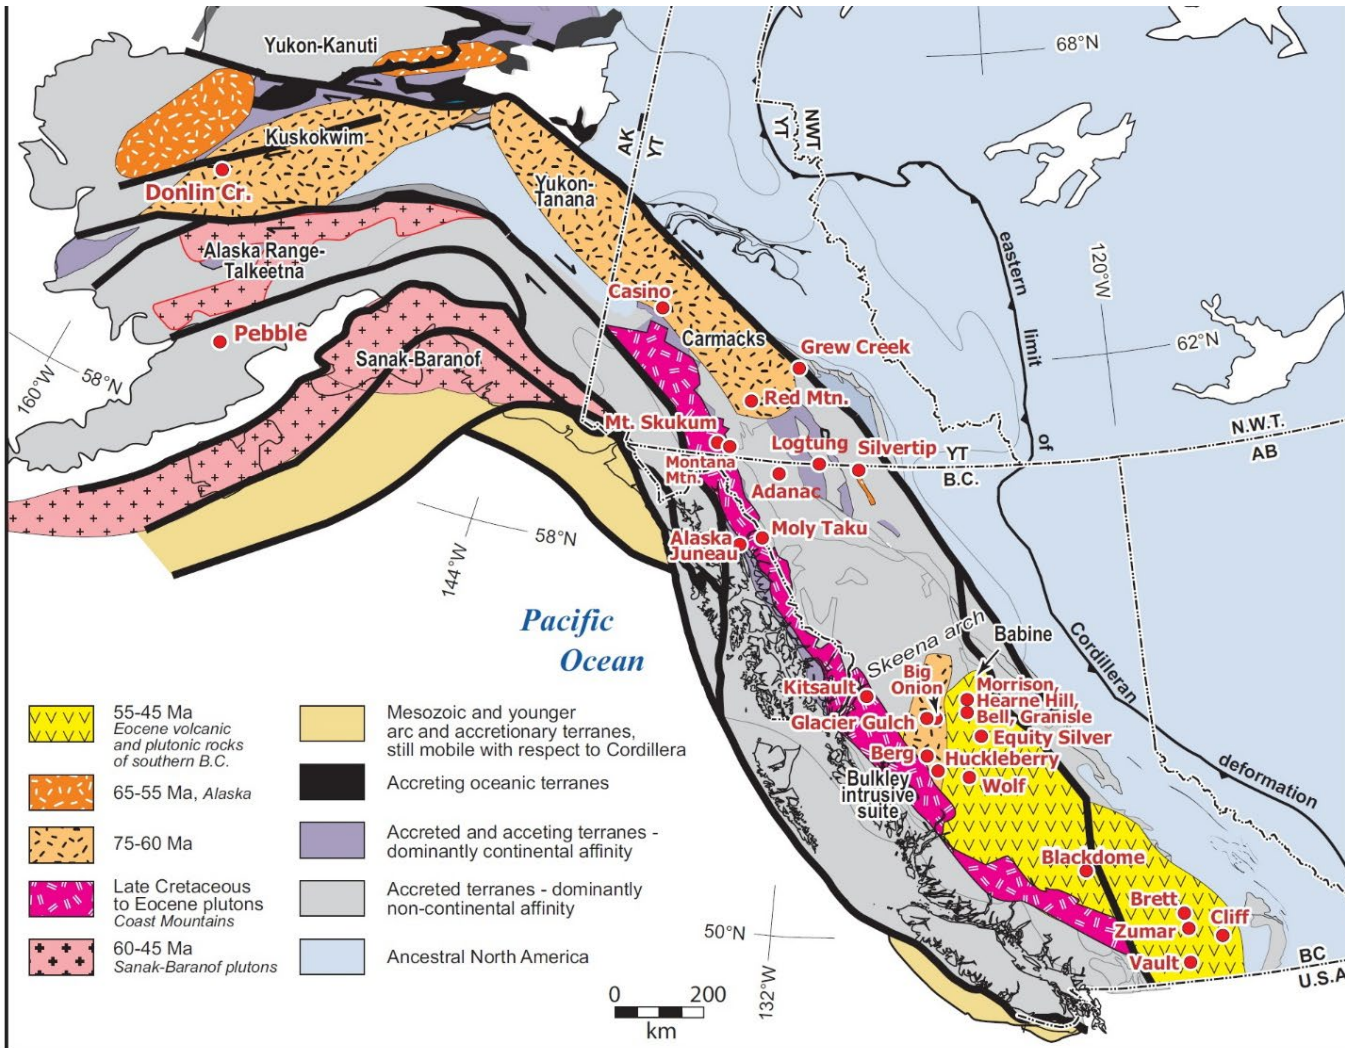 Yukon-Kanuti
68°N
Kuskokwim
AK
YT
NWT
YT
Donlin Cr.
Yukon-
Tanana
eastern
limit
of
Cordilleran
deformation
120°W
Alaska Range-
Talkeetna
Casino
Pebble
Carmacks
Grew Creek
62°N
58°N
160°W
Sanak-Baranof
Red Mtn.
Mt. Skukum
Logtung
Silvertip
YT
B.C.
N.W.T.
AB
Montana
Mtn.
Adanac
58°N
144°W
Alaska
Juneau
Moly Taku
Pacific
Ocean
Skeena arch
Babine
Kitsault
Big
Onion
Morrison,
Hearne Hill,
Bell, Granisle
Glacier Gulch
Equity Silver
Berg
Huckleberry
Wolf
Bulkley
intrusive
suite
Blackdome
Brett
Zumar
Cliff
Vault
50°N
132°W
BC
U.S.A
55-45 Ma
Eocene volcanic
and plutonic rocks
of southern B.C.
65-55 Ma, Alaska
75-60 Ma
Late Cretaceous
to Eocene plutons
Coast Mountains
60-45 Ma
Sanak-Baranof plutons
Mesozoic and younger
arc and accretionary terranes,
still mobile with respect to Cordillera
Accreting oceanic terranes
Accreted and acceting terranes -
dominantly continental affinity
Accreted terranes - dominantly
non-continental affinity
Ancestral North America
0 200
km